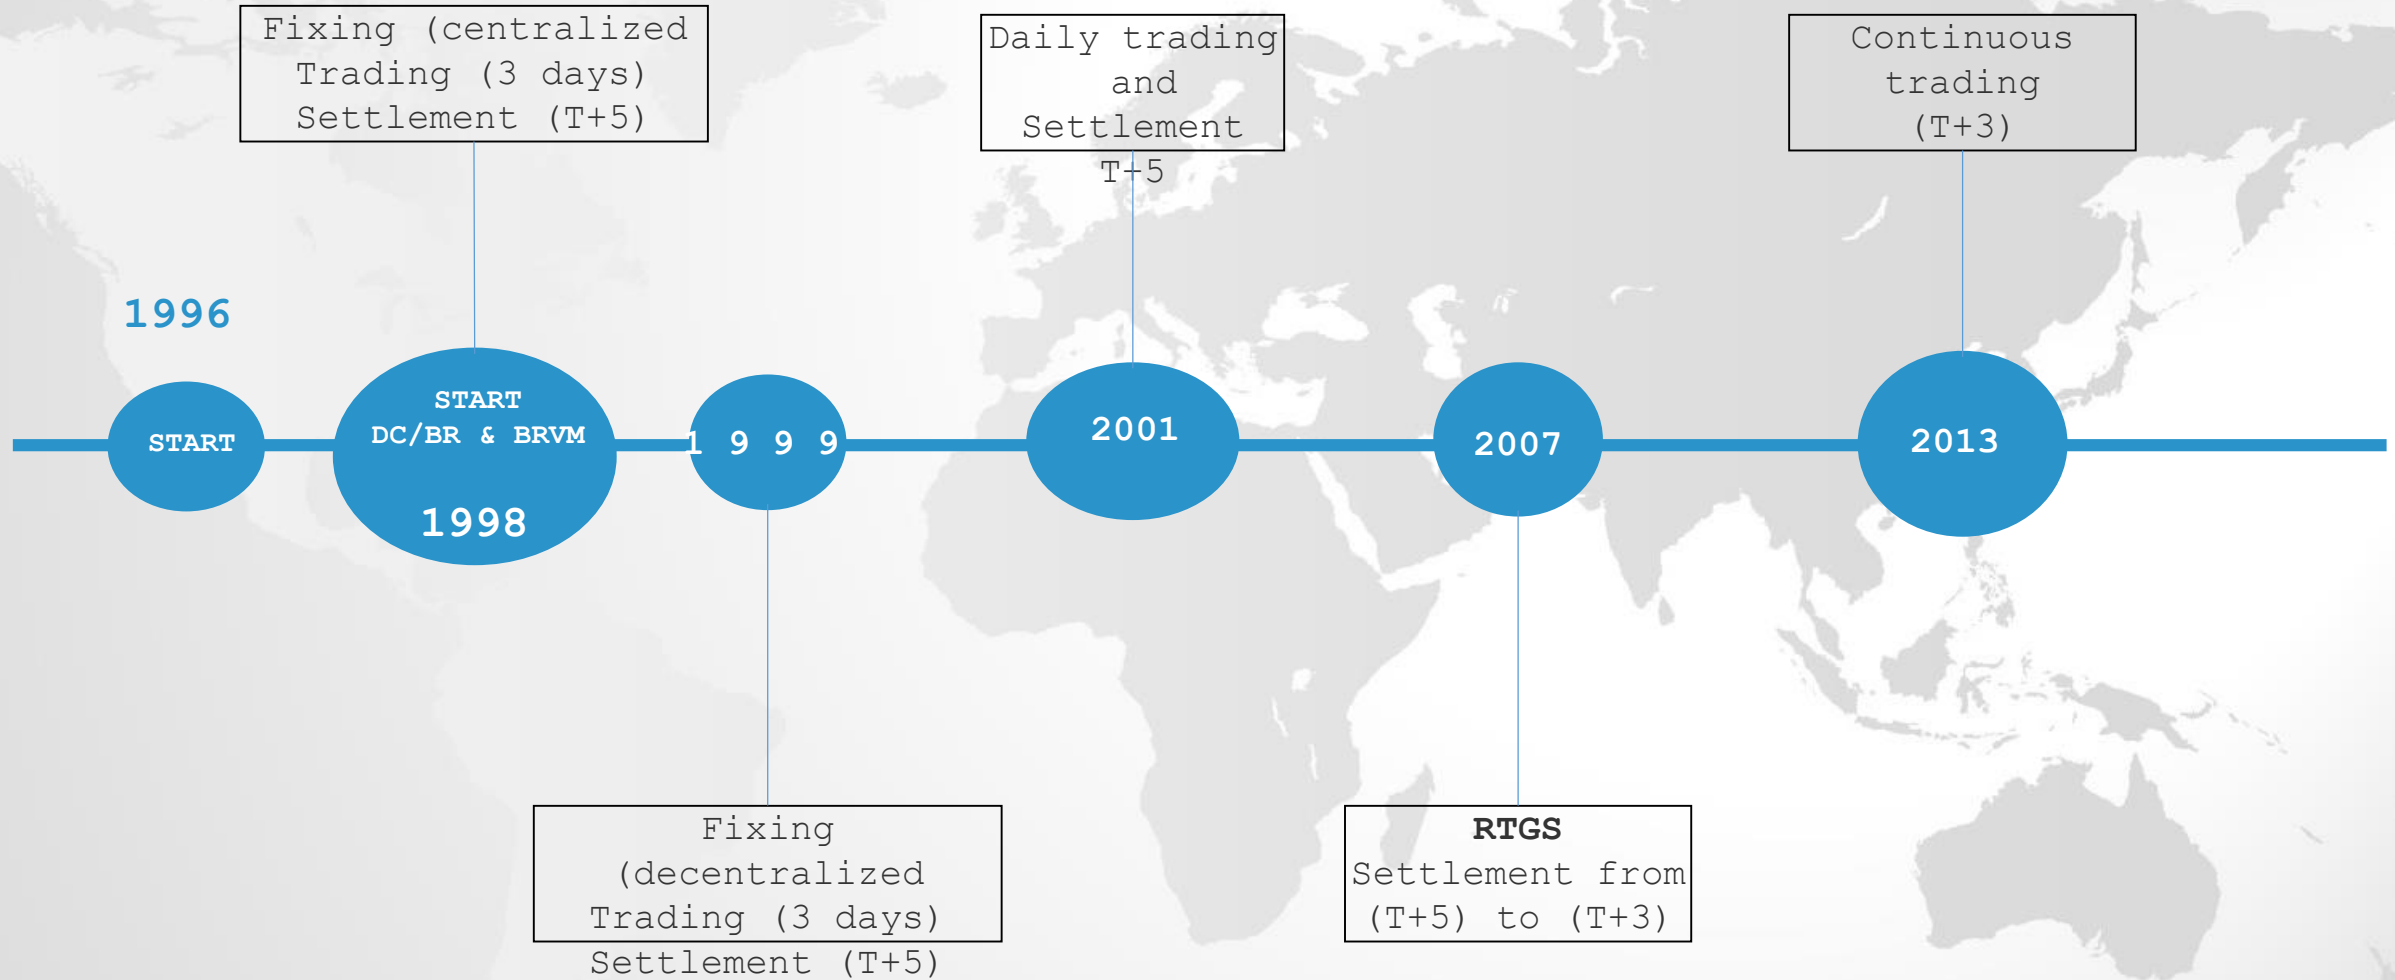 Fixing (centralized
Trading (3 days)
Settlement (T+5)
Daily trading
and
Settlement
T+5
Continuous
trading
(T+3)
1996
START
START
DC/BR & BRVM
1998
1 9 9 9
2001
2007
2013
Fixing
(decentralized
Trading (3 days)
Settlement (T+5)
RTGS
Settlement from
(T+5) to (T+3)